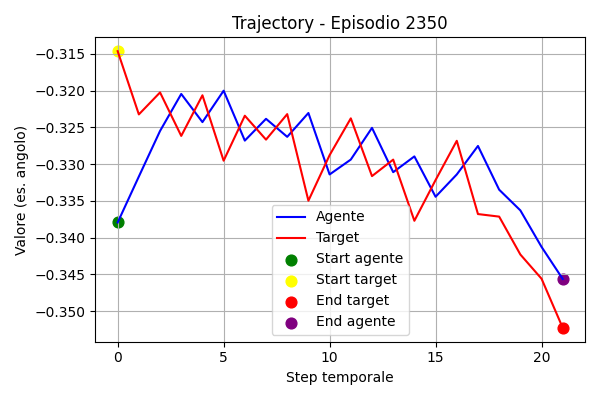 Trajectory - Episodio 2350
Valore (es. angolo)
−0.315
−0.320
−0.325
−0.330
−0.335
−0.340
−0.345
−0.350
Agente
Target
Start agente
Start target
End target
End agente
0
5
10
15
20
Step temporale